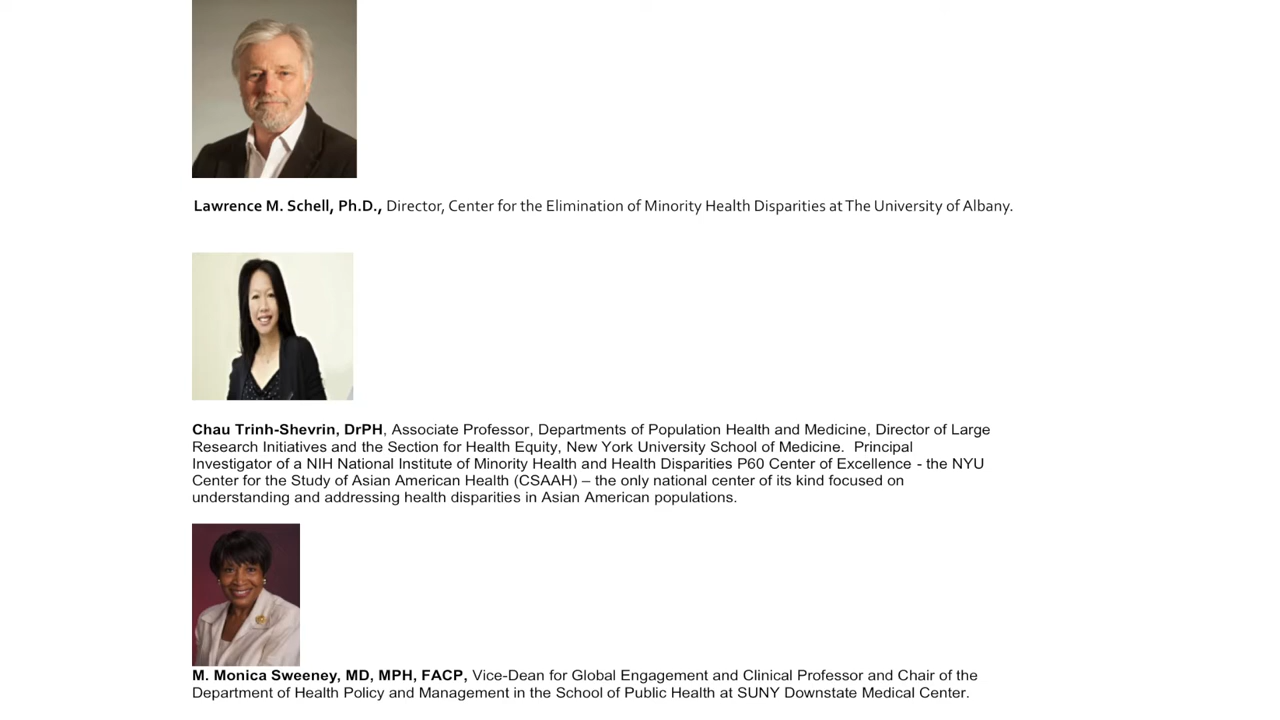 Lawrence M. Schell, Ph.D., Director, Center for the Elimination of Minority Health Disparities at The University of Albany.
Chau Trinh-Shevrin, DrPH, Associate Professor, Departments of Population Health and Medicine, Director of Large
Research Initiatives and the Section for Health Equity, New York University School of Medicine.  Principal
Investigator of a NIH National Institute of Minority Health and Health Disparities P60 Center of Excellence - the NYU
Center for the Study of Asian American Health (CSAAH) – the only national center of its kind focused on
understanding and addressing health disparities in Asian American populations.
M. Monica Sweeney, MD, MPH, FACP, Vice-Dean for Global Engagement and Clinical Professor and Chair of the
Department of Health Policy and Management in the School of Public Health at SUNY Downstate Medical Center.